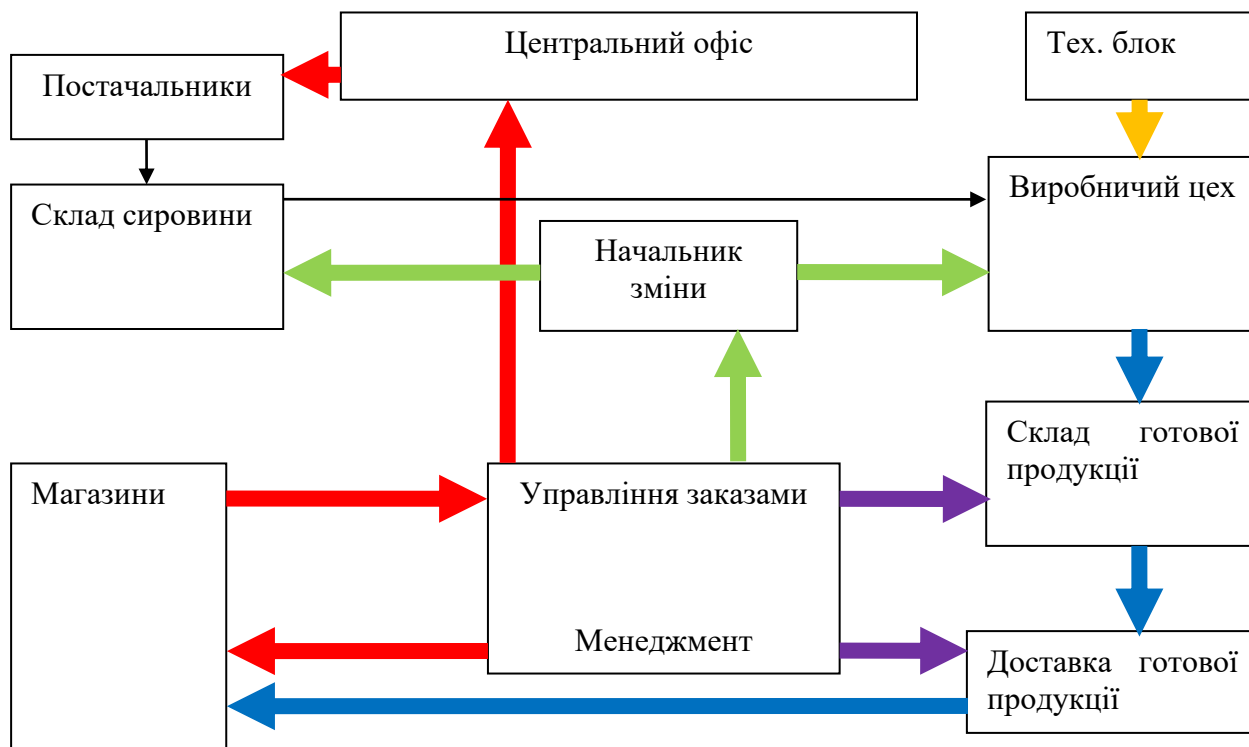 Центральний офіс
Тех. блок
Постачальники
Виробничий цех
Склад сировини
Начальник
зміни
Склад готової
продукції
Магазини
Управління заказами
Менеджмент
Доставка готової
продукції